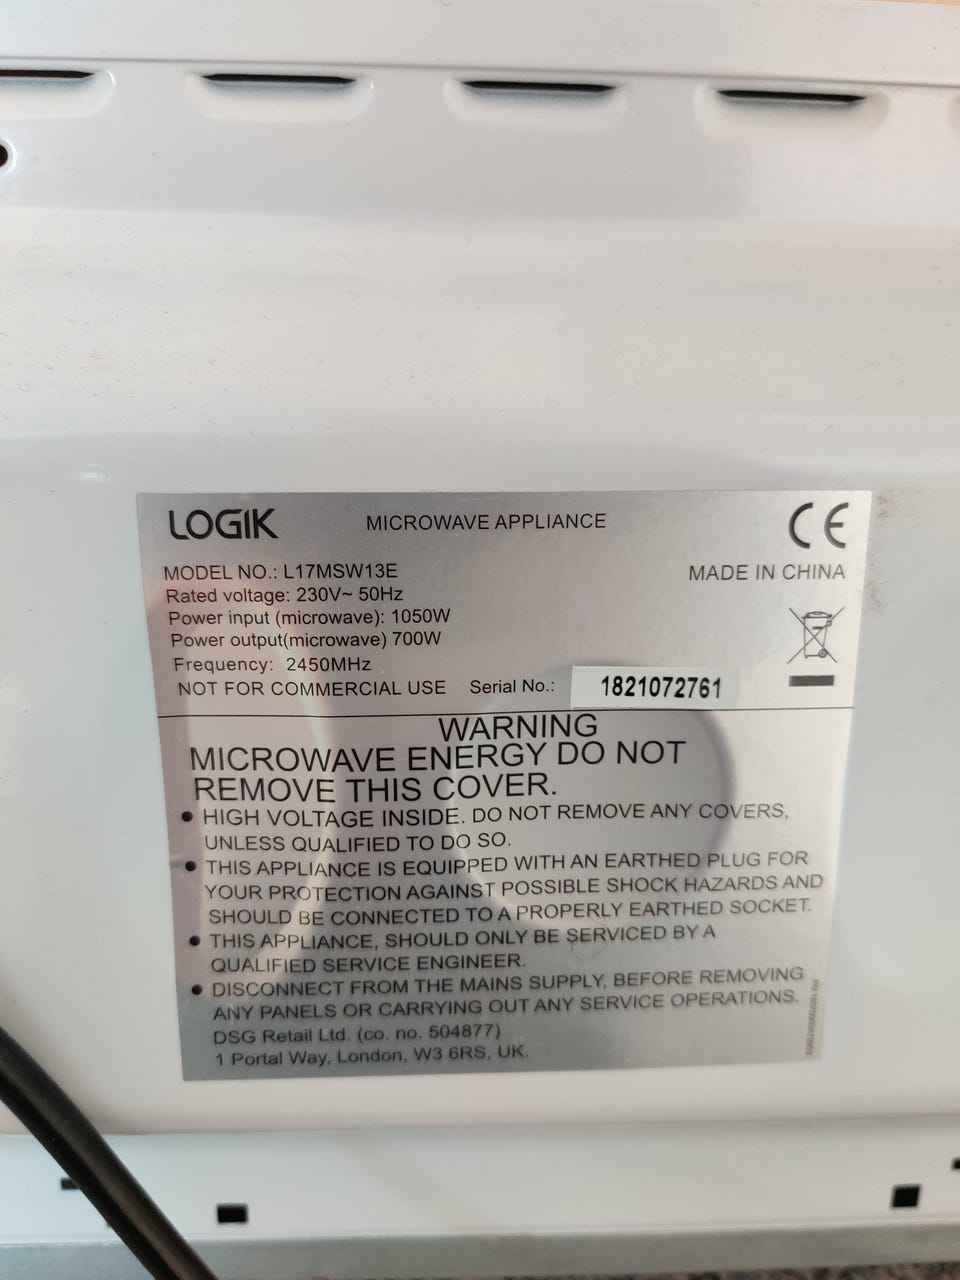 LOGIK MICROWAVE APPLIANCE CE
MODEL NO.: L17MSW13E
MADE IN CHINA
Rated voltage: 230V~ 50Hz
Power input (microwave): 1050W
Power output(microwave) 700W
Frequency: 2450MHz
NOT FOR COMMERCIAL USE Serial No.: 1821072761
WARNING
MICROWAVE ENERGY DO NOT
REMOVE THIS COVER.
• HIGH VOLTAGE INSIDE. DO NOT REMOVE ANY COVERS,
UNLESS QUALIFIED TO DO SO.
• THIS APPLIANCE IS EQUIPPED WITH AN EARTHED PLUG FOR
YOUR PROTECTION AGAINST POSSIBLE SHOCK HAZARDS AND
SHOULD BE CONNECTED TO A PROPERLY EARTHED SOCKET.
• THIS APPLIANCE, SHOULD ONLY BE SERVICED BY A
QUALIFIED SERVICE ENGINEER.
• DISCONNECT FROM THE MAINS SUPPLY, BEFORE REMOVING
ANY PANELS OR CARRYING OUT ANY SERVICE OPERATIONS.
DSG Retail Ltd. (co. no. 504877)
1 Portal Way, London, W3 6RS, UK.